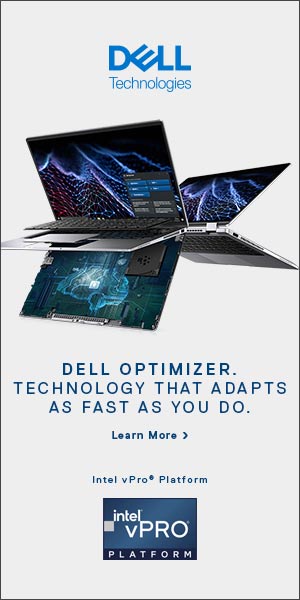 DELL
Technologies
DELL OPTIMIZER.
TECHNOLOGY THAT ADAPTS
AS FAST AS YOU DO.
Learn More >
Intel vPro® Platform
intel
vPRO®
PLATFORM